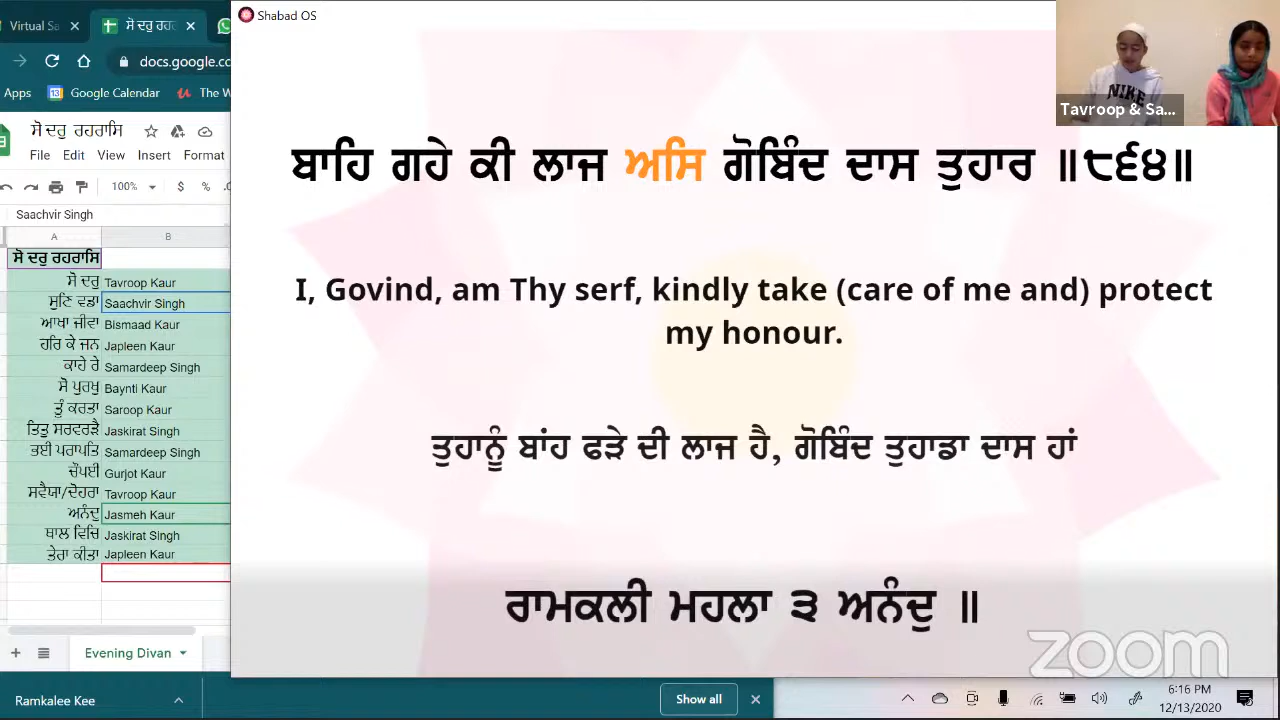 Virtual Sa
ਸੋ ਦਰੁ ਰਹਰਾ
docs.google.co
Apps
Google Calendar
The W
ਸੋ ਦਰੁ ਰਹਰਾਸਿ
File Edit View Insert Format
100% $ % .0
Saachvir Singh
A B
ਸੋ ਦਰੁ ਰਹਰਾਸਿ
ਸੋ ਦਰੁ Tavroop Kaur
ਸੁਣਿ ਵਡਾ Saachvir Singh
ਆਖਾ ਜੀਵਾ Bismaad Kaur
ਹਰਿ ਕੇ ਜਨ Japleen Kaur
ਕਾਹੇ ਰੇ Samardeep Singh
ਸੋ ਪੁਰਖੁ Baynti Kaur
ਤੂੰ ਕਰਤਾ Saroop Kaur
ਤਿਤੁ ਸਰਵਰੜੈ Jaskirat Singh
ਭਈ ਪਰਾਪਤਿ Samardeep Singh
ਚੌਪਈ Gurjot Kaur
ਸਵੈਯਾ/ਦੋਹਰਾ Tavroop Kaur
ਅਨੰਦੁ Jasmeh Kaur
ਥਾਲ ਵਿਚਿ Jaskirat Singh
ਤੇਰਾ ਕੀਤਾ Japleen Kaur
Evening Divan
Ramkalee Kee
Shabad OS
ਬਾਹਿ ਗਹੇ ਕੀ ਲਾਜ ਅਸਿ ਗੋਬਿੰਦ ਦਾਸ ਤੁਹਾਰ ॥੮੬੪॥
I, Govind, am Thy serf, kindly take (care of me and) protect
my honour.
ਤੁਹਾਨੂੰ ਬਾਂਹ ਫੜੇ ਦੀ ਲਾਜ ਹੈ, ਗੋਬਿੰਦ ਤੁਹਾਡਾ ਦਾਸ ਹਾਂ
ਰਾਮਕਲੀ ਮਹਲਾ ੩ ਅਨੰਦੁ ॥
NIKE
Tavroop & Sa...
zoom
Show all
6:16 PM
12/13/2020